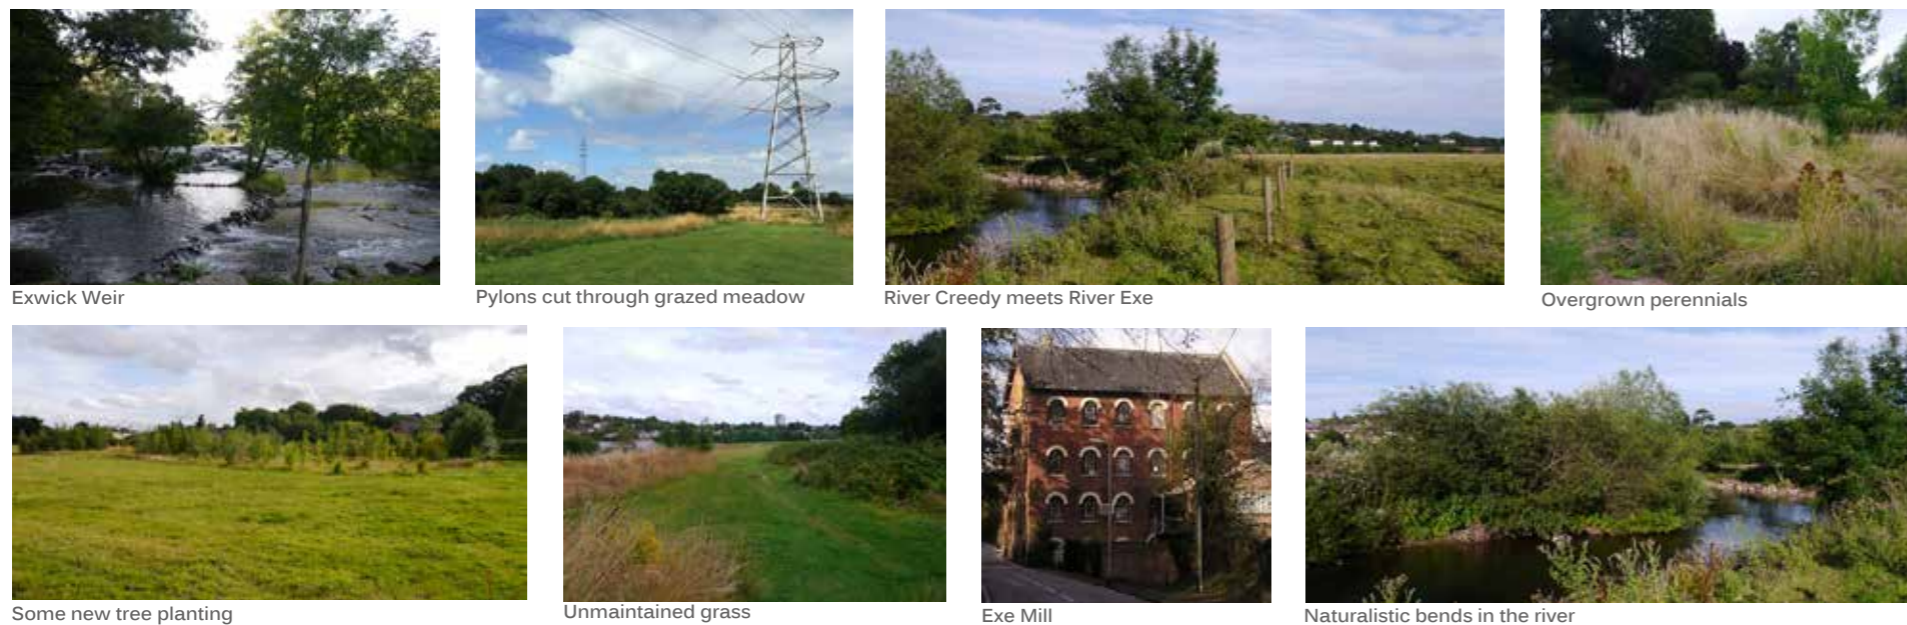 Exwick Weir
Pylons cut through grazed meadow
River Creedy meets River Exe
Overgrown perennials
Some new tree planting
Unmaintained grass
Exe Mill
Naturalistic bends in the river